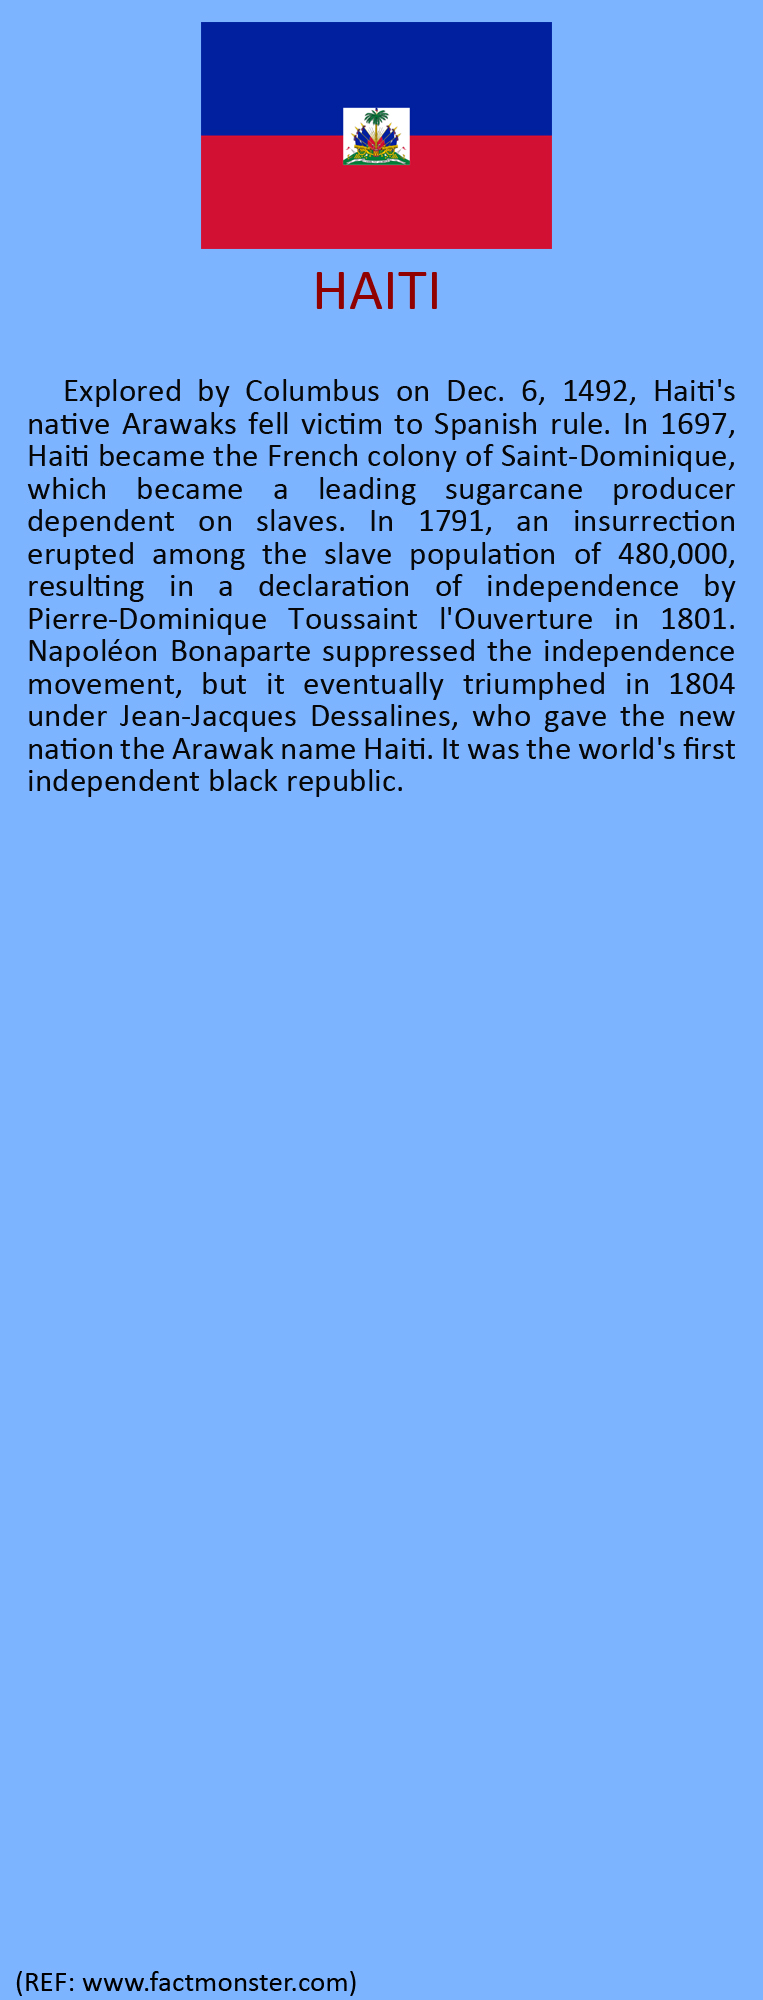 HAITI
Explored by Columbus on Dec. 6, 1492, Haiti's
native Arawaks fell victim to Spanish rule. In 1697,
Haiti became the French colony of Saint-Dominique,
which became a leading sugarcane producer
dependent on slaves. In 1791, an insurrection
erupted among the slave population of 480,000,
resulting in a declaration of independence by
Pierre-Dominique Toussaint l'Ouverture in 1801.
Napoléon Bonaparte suppressed the independence
movement, but it eventually triumphed in 1804
under Jean-Jacques Dessalines, who gave the new
nation the Arawak name Haiti. It was the world's first
independent black republic.
(REF: www.factmonster.com)